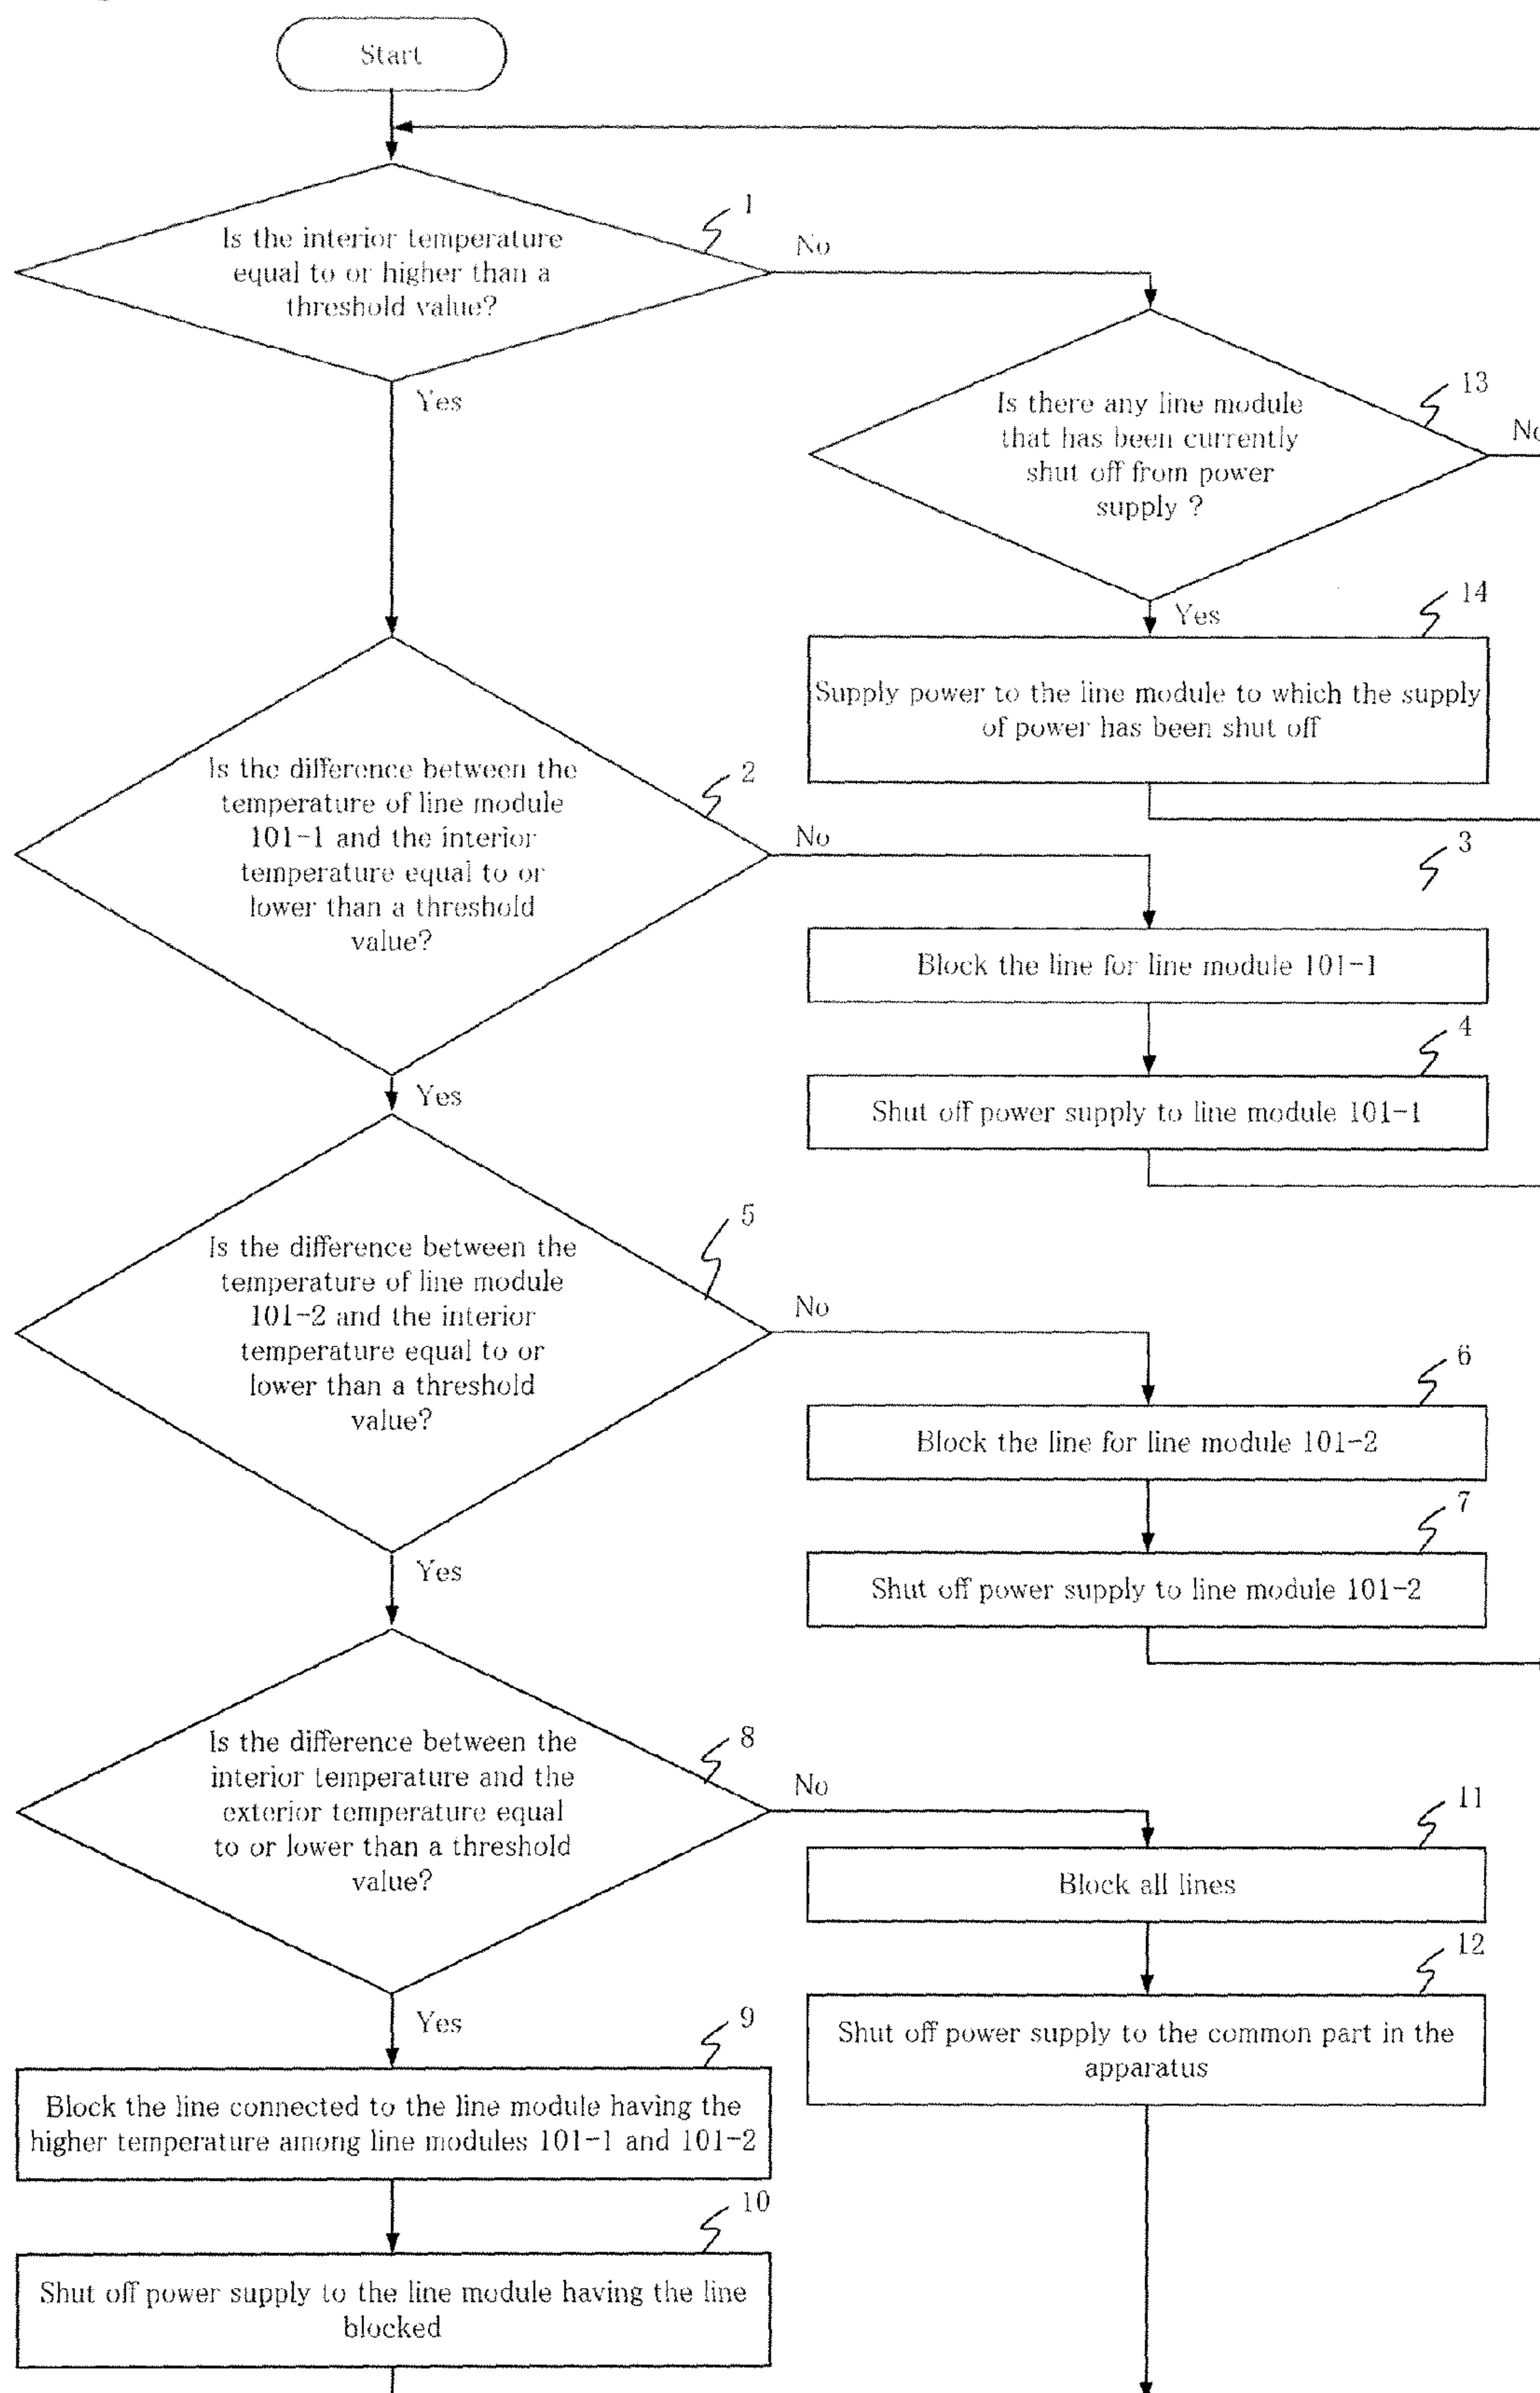 Start
1
Is the interior temperature
equal to or higher than a
threshold value?
No
Yes
13
Is there any line module
that has been currently
shut off from power
supply ?
No
Yes
14
Supply power to the line module to which the supply
of power has been shut off
2
Is the difference between the
temperature of line module
101-1 and the interior
temperature equal to or
lower than a threshold
value?
No
Yes
3
Block the line for line module 101-1
4
Shut off power supply to line module 101-1
5
Is the difference between the
temperature of line module
101-2 and the interior
temperature equal to or
lower than a threshold
value?
No
Yes
6
Block the line for line module 101-2
7
Shut off power supply to line module 101-2
8
Is the difference between the
interior temperature and the
exterior temperature equal
to or lower than a threshold
value?
No
Yes
11
Block all lines
12
Shut off power supply to the common part in the
apparatus
9
Block the line connected to the line module having the
higher temperature among line modules 101-1 and 101-2
10
Shut off power supply to the line module having the line
blocked